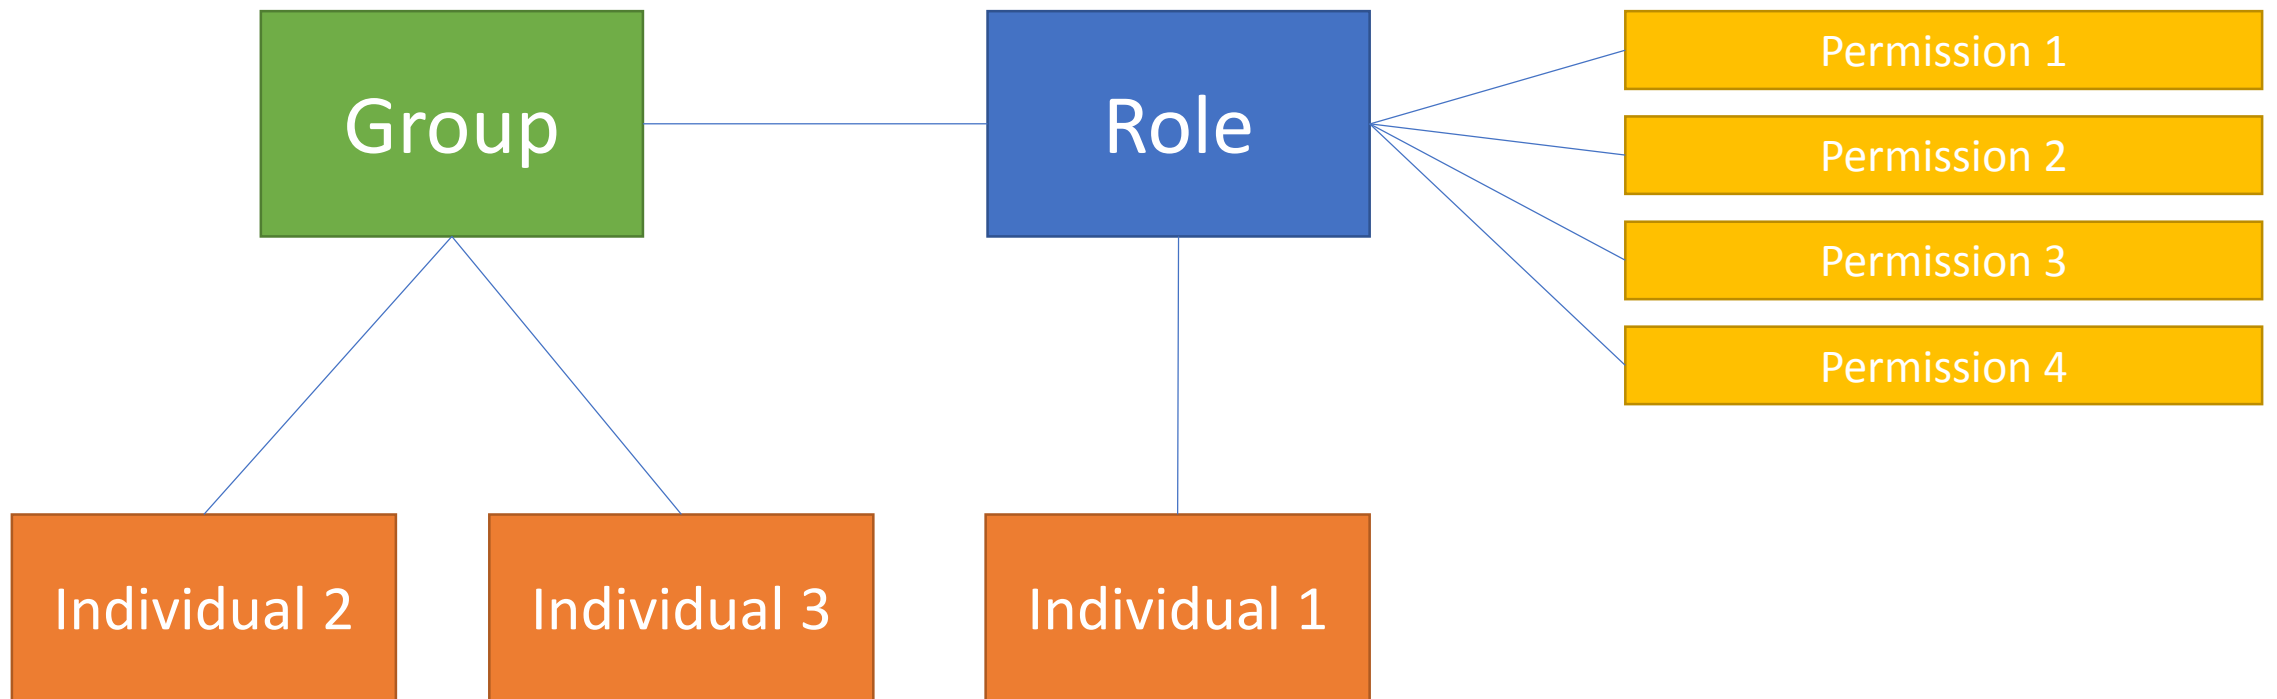 Group
Role
Permission 1
Permission 2
Permission 3
Permission 4
Individual 2
Individual 3
Individual 1